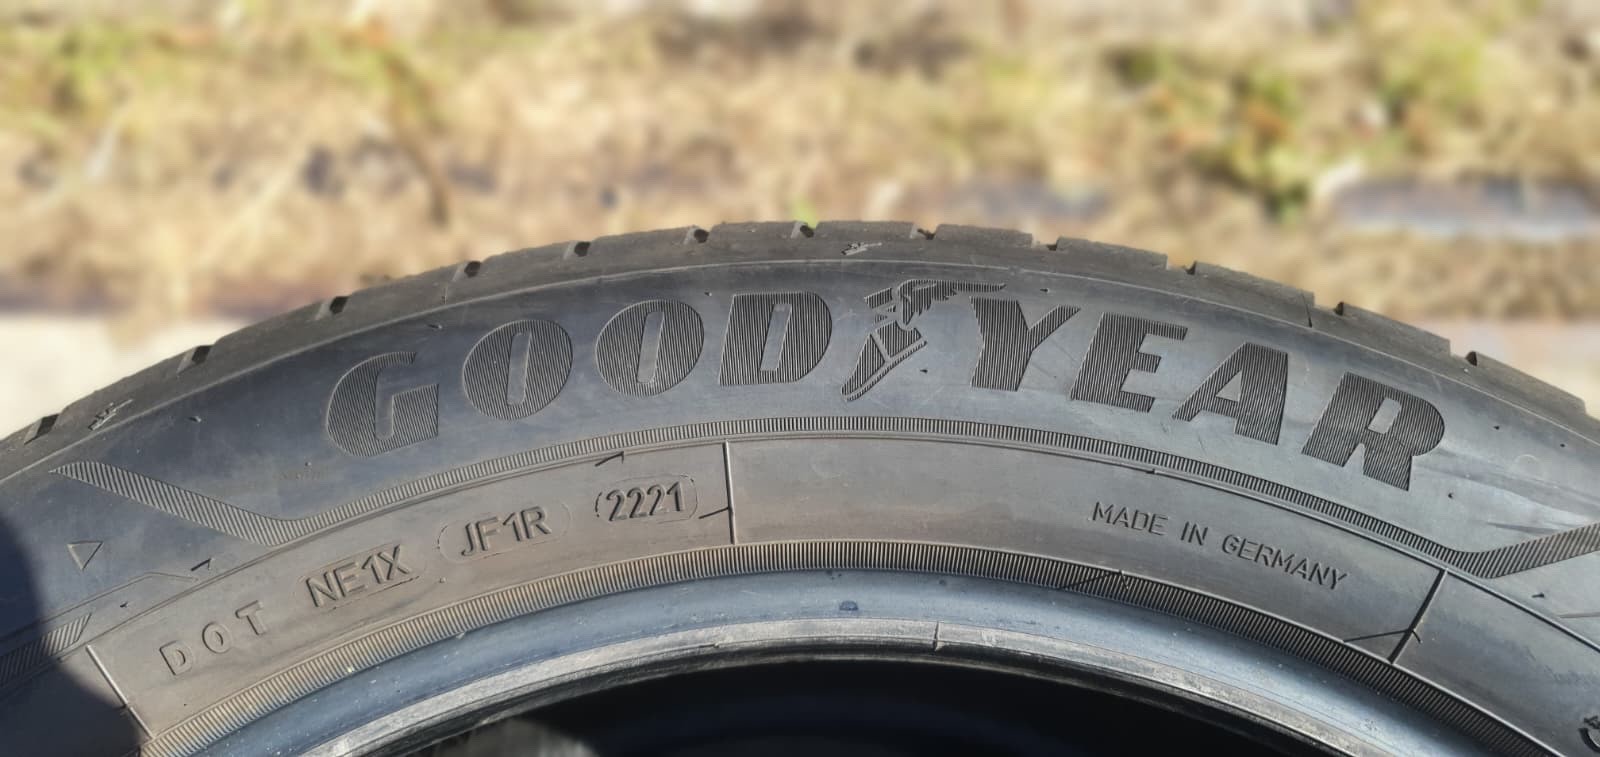 GOODYEAR
DOT NE1X JF1R 2221
MADE IN GERMANY